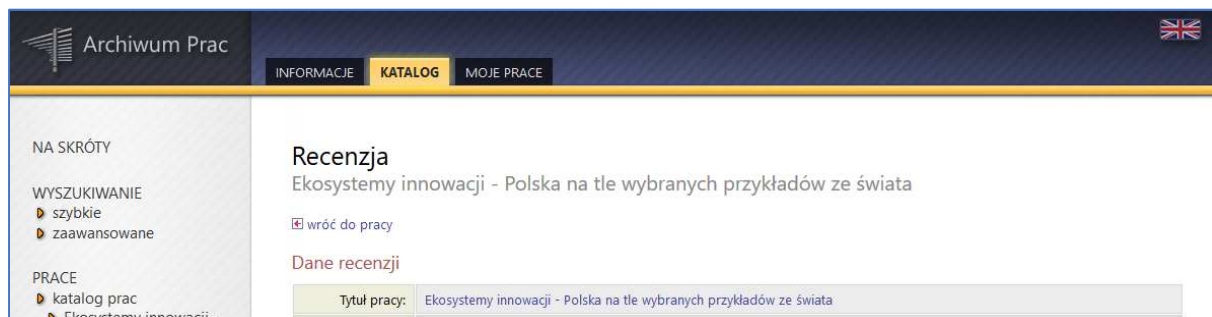 Archiwum Prac
INFORMACJE KATALOG MOJE PRACE
NA SKRÓTY
WYSZUKIWANIE
szybkie
zaawansowane
PRACE
katalog prac
Ekosystemy innowacji
Recenzja
Ekosystemy innowacji - Polska na tle wybranych przykładów ze świata
wróć do pracy
Dane recenzji
Tytuł pracy: Ekosystemy innowacji - Polska na tle wybranych przykładów ze świata